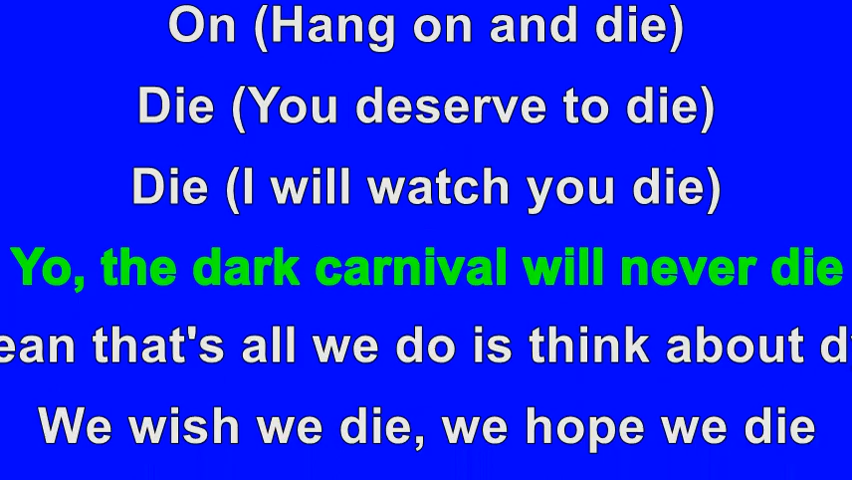 On (Hang on and die)
Die (You deserve to die)
Die (I will watch you die)
Yo, the dark carnival will never die
that's all we do is think about
We wish we die, we hope we die